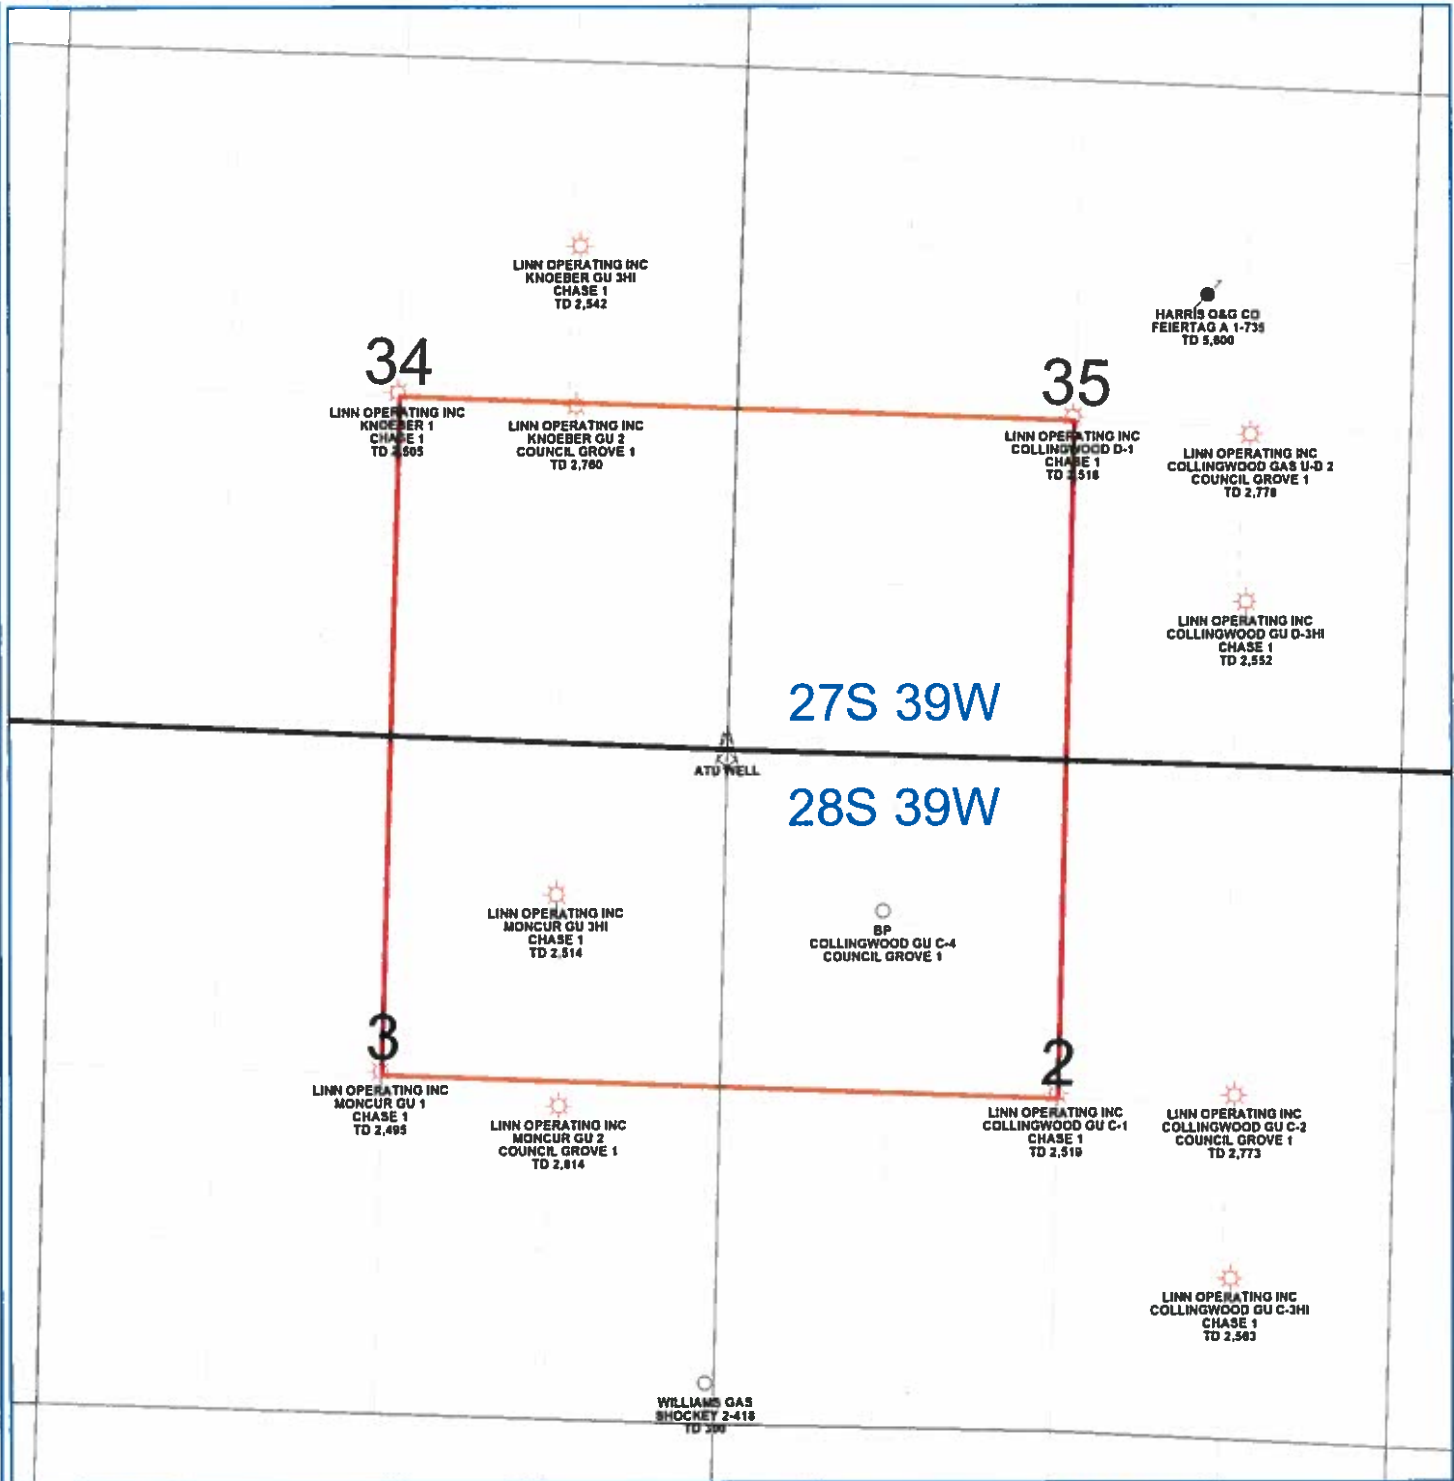 LINN OPERATING INC
KNOEBER GU 3HI
CHASE 1
TD 2,542
HARRIS O&G CO
FEIERTAG A 1-735
TD 5,600
34
LINN OPERATING INC
KNOEBER 1
CHASE 1
TD 2,505
LINN OPERATING INC
KNOEBER GU 2
COUNCIL GROVE 1
TD 2,760
35
LINN OPERATING INC
COLLINGWOOD D-1
CHASE 1
TD 2,518
LINN OPERATING INC
COLLINGWOOD GAS U-D 2
COUNCIL GROVE 1
TD 2,778
LINN OPERATING INC
COLLINGWOOD GU D-3HI
CHASE 1
TD 2,552
27S 39W
ATU WELL
28S 39W
LINN OPERATING INC
MONCUR GU 3HI
CHASE 1
TD 2,514
BP
COLLINGWOOD GU C-4
COUNCIL GROVE 1
3
LINN OPERATING INC
MONCUR GU 1
CHASE 1
TD 2,495
LINN OPERATING INC
MONCUR GU 2
COUNCIL GROVE 1
TD 2,814
2
LINN OPERATING INC
COLLINGWOOD GU C-1
CHASE 1
TD 2,519
LINN OPERATING INC
COLLINGWOOD GU C-2
COUNCIL GROVE 1
TD 2,773
LINN OPERATING INC
COLLINGWOOD GU C-3HI
CHASE 1
TD 2,563
WILLIAMS GAS
SHOCKEY 2-418
TD 300